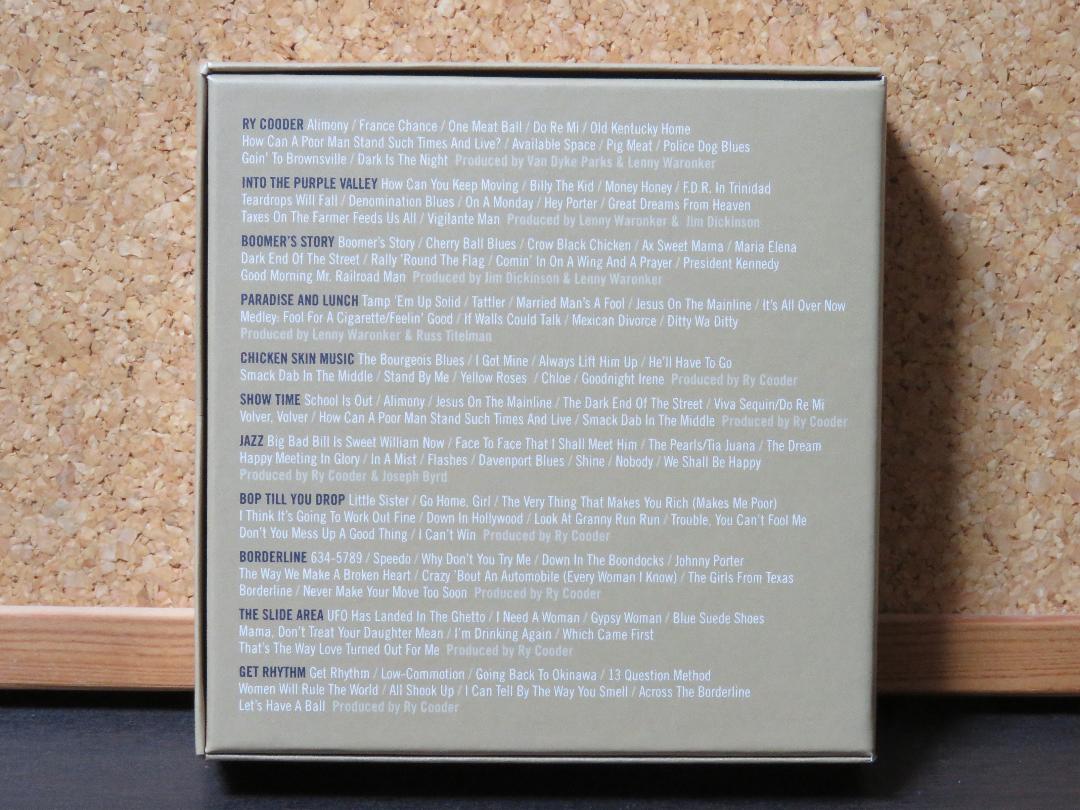 RY COODER Alimony / France Chance / One Meat Ball / Do Re Mi / Old Kentucky Home
How Can A Poor Man Stand Such Times And Live? / Available Space / Pig Meat / Police Dog Blues
Goin' To Brownsville / Dark Is The Night Produced by Van Dyke Parks & Lenny Waronker
INTO THE PURPLE VALLEY How Can You Keep Moving / Billy The Kid / Money Honey / F.D.R. In Trinidad
Teardrops Will Fall / Denomination Blues / On A Monday / Hey Porter / Great Dreams From Heaven
Taxes On The Farmer Feeds Us All / Vigilante Man Produced by Lenny Waronker & Jim Dickinson
BOOMER'S STORY Boomer's Story / Cherry Ball Blues / Crow Black Chicken / Ax Sweet Mama / Maria Elena
Dark End Of The Street / Rally 'Round The Flag / Comin' In On A Wing And A Prayer / President Kennedy
Good Morning Mr. Railroad Man Produced by Jim Dickinson & Lenny Waronker
PARADISE AND LUNCH Tamp 'Em Up Solid / Tattler / Married Man's A Fool / Jesus On The Mainline / It's All Over Now
Medley: Fool For A Cigarette/Feelin' Good / If Walls Could Talk / Mexican Divorce / Ditty Wa Ditty
Produced by Lenny Waronker & Russ Titelman
CHICKEN SKIN MUSIC The Bourgeois Blues / I Got Mine / Always Lift Him Up / He'll Have To Go
Smack Dab In The Middle / Stand By Me / Yellow Roses / Chloe / Goodnight Irene Produced by Ry Cooder
SHOW TIME School Is Out / Alimony / Jesus On The Mainline / The Dark End Of The Street / Viva Sequin/Do Re Mi
Volver, Volver / How Can A Poor Man Stand Such Times And Live / Smack Dab In The Middle Produced by Ry Cooder
JAZZ Big Bad Bill Is Sweet William Now / Face To Face That I Shall Meet Him / The Pearls/Tia Juana / The Dream
Happy Meeting In Glory / In A Mist / Flashes / Davenport Blues / Shine / Nobody / We Shall Be Happy
Produced by Ry Cooder & Joseph Byrd
BOP TILL YOU DROP Little Sister / Go Home, Girl / The Very Thing That Makes You Rich (Makes Me Poor)
I Think It's Going To Work Out Fine / Down In Hollywood / Look At Granny Run Run / Trouble, You Can't Fool Me
Don't You Mess Up A Good Thing / I Can't Win Produced by Ry Cooder
BORDERLINE 634-5789 / Speedo / Why Don't You Try Me / Down In The Boondocks / Johnny Porter
The Way We Make A Broken Heart / Crazy 'Bout An Automobile (Every Woman I Know) / The Girls From Texas
Borderline / Never Make Your Move Too Soon Produced by Ry Cooder
THE SLIDE AREA UFO Has Landed In The Ghetto / I Need A Woman / Gypsy Woman / Blue Suede Shoes
Mama, Don't Treat Your Daughter Mean / I'm Drinking Again / Which Came First
That's The Way Love Turned Out For Me Produced by Ry Cooder
GET RHYTHM Get Rhythm / Low-Commotion / Going Back To Okinawa / 13 Question Method
Women Will Rule The World / All Shook Up / I Can Tell By The Way You Smell / Across The Borderline
Let's Have A Ball Produced by Ry Cooder